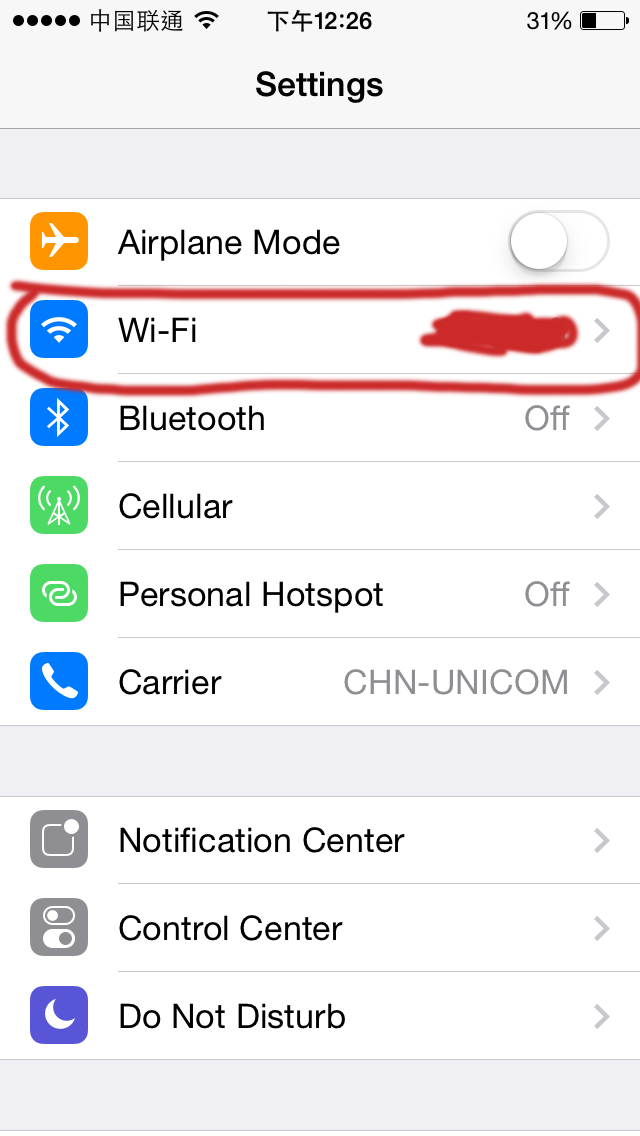 中国联通 下午12:26 31%
Settings
Airplane Mode
Wi-Fi
Bluetooth Off
Cellular
Personal Hotspot Off
Carrier CHN-UNICOM
Notification Center
Control Center
Do Not Disturb